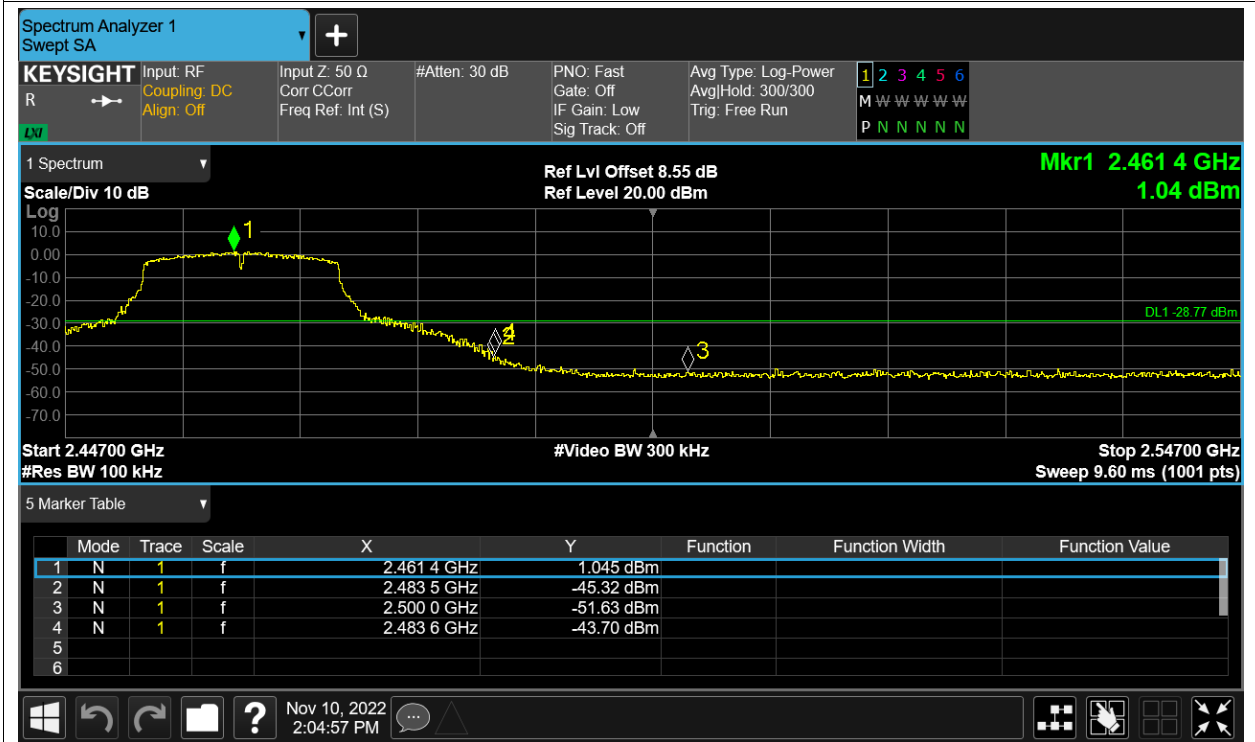 Spectrum Analyzer 1
Swept SA
+
KEYSIGHT Input: RF Input Z: 50 Ω #Atten: 30 dB PNO: Fast Avg Type: Log-Power 1 2 3 4 5 6
R Coupling: DC Corr CCorr Gate: Off Avg|Hold: 300/300 M W W W W W
Align: Off Freq Ref: Int (S) IF Gain: Low Trig: Free Run
LXI Sig Track: Off P N N N N N
1 Spectrum Ref Lvl Offset 8.55 dB Mkr1 2.461 4 GHz
Scale/Div 10 dB Ref Level 20.00 dBm 1.04 dBm
Log
10.0
1
0.00
-10.0
-20.0
DL1 -28.77 dBm
-30.0
2 4
-40.0
3
-50.0
-60.0
-70.0
Start 2.44700 GHz #Video BW 300 kHz Stop 2.54700 GHz
#Res BW 100 kHz Sweep 9.60 ms (1001 pts)
5 Marker Table
Mode Trace Scale X Y Function Function Width Function Value
1 N 1 f 2.461 4 GHz 1.045 dBm
2 N 1 f 2.483 5 GHz -45.32 dBm
3 N 1 f 2.500 0 GHz -51.63 dBm
4 N 1 f 2.483 6 GHz -43.70 dBm
5
6
? Nov 10, 2022
2:04:57 PM